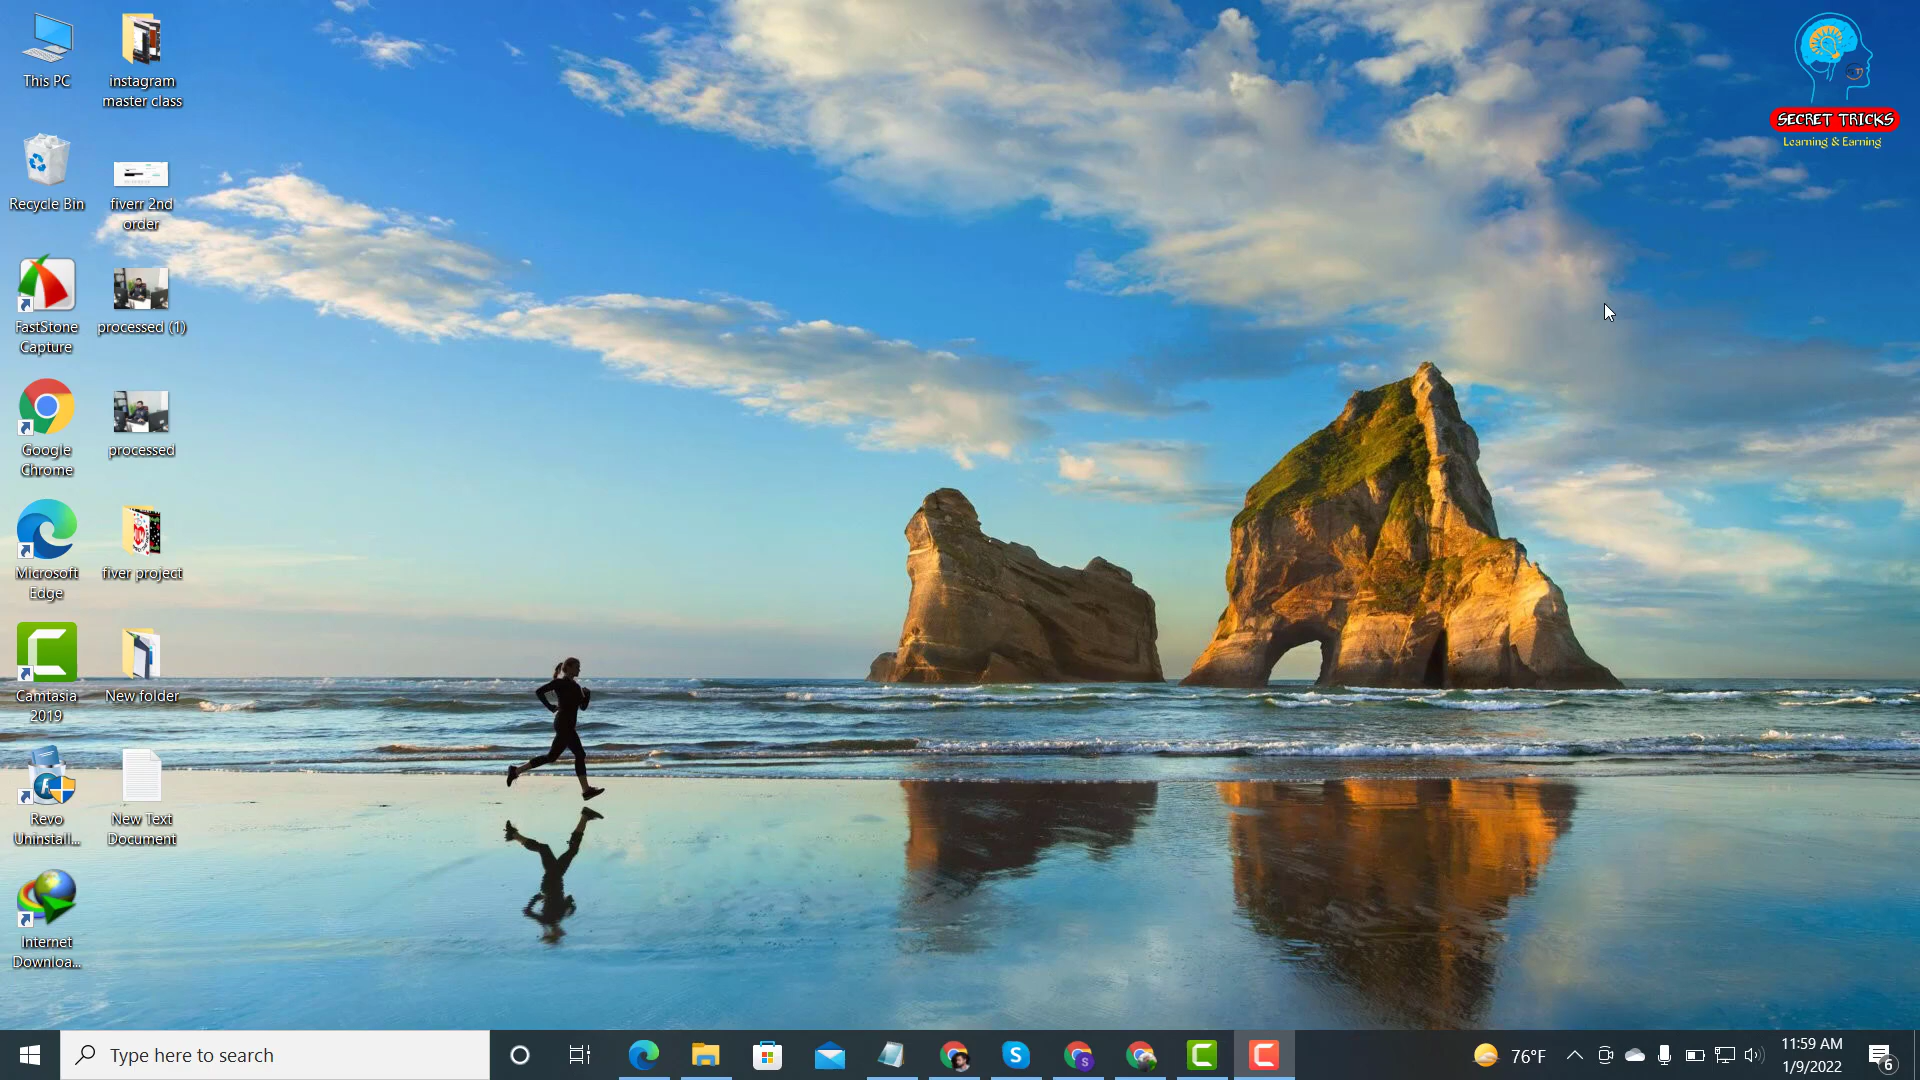 This PC
instagram
master class
Recycle Bin
fiverr 2nd
order
FastStone
Capture
processed (1)
Google
Chrome
processed
Microsoft
Edge
fiver project
Camtasia
2019
New folder
Revo
Uninstall...
New Text
Document
Internet
Downloa...
SECRET TRICKS
Learning & Earning
Type here to search
S
S
76°F
11:59 AM
1/9/2022
6